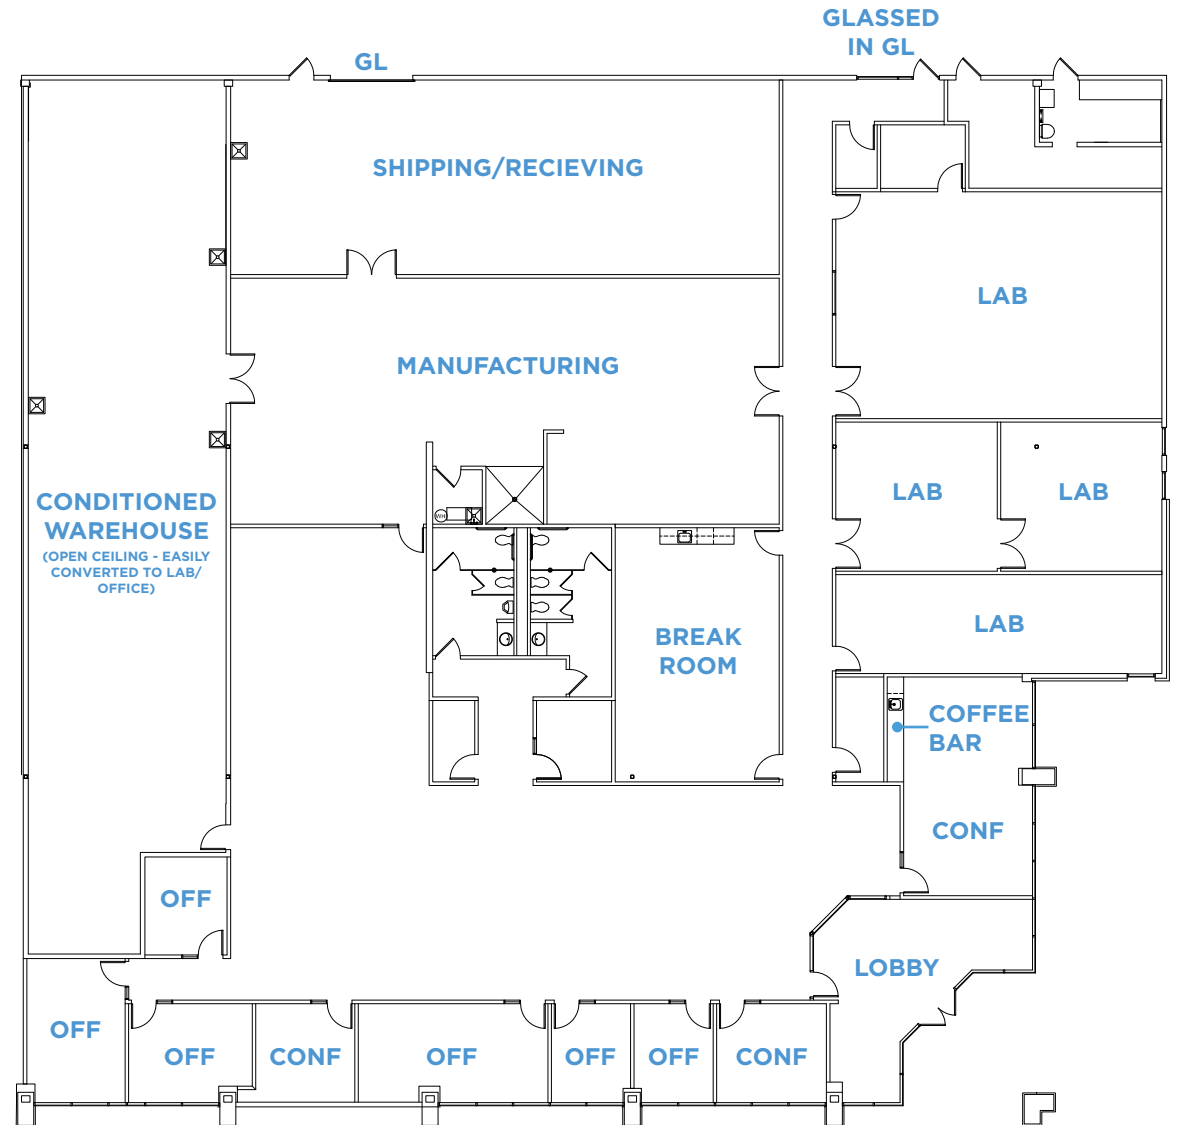 GLASSED
IN GL
GL
SHIPPING/RECIEVING
LAB
MANUFACTURING
CONDITIONED
WAREHOUSE
(OPEN CEILING - EASILY
CONVERTED TO LAB/
OFFICE)
LAB
LAB
WH
LAB
BREAK
ROOM
COFFEE
BAR
CONF
OFF
LOBBY
OFF
OFF
CONF
OFF
OFF
OFF
CONF